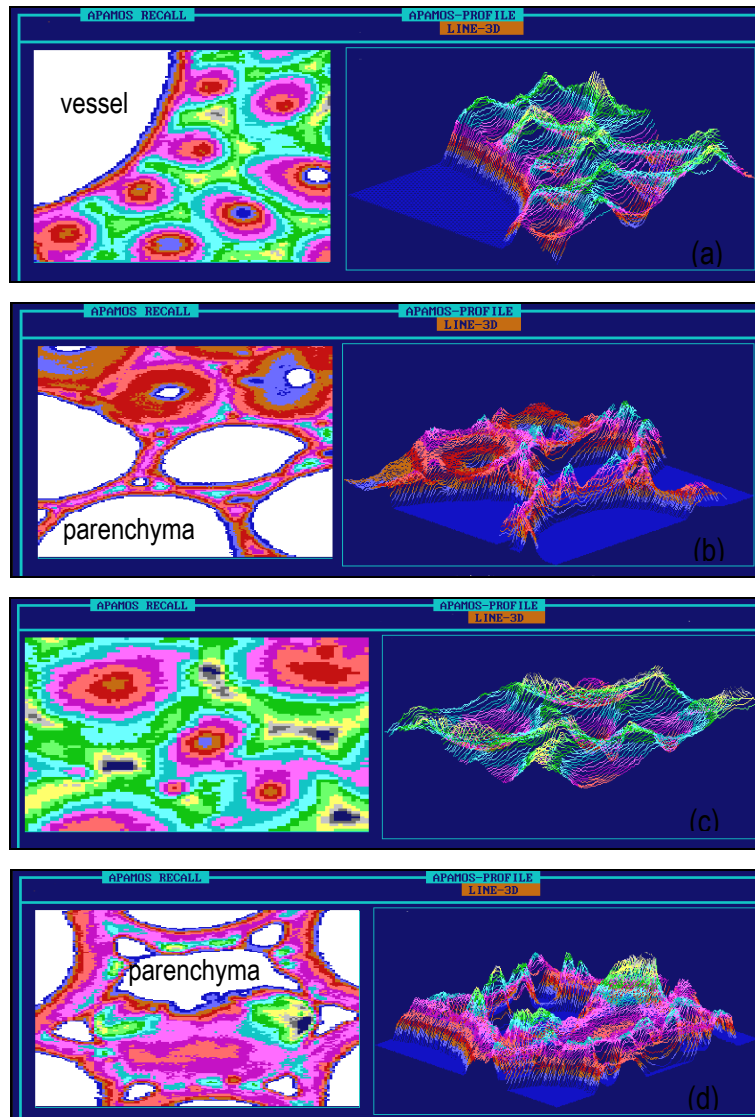 APAMOS RECALL
APAMOS-PROFILE
LINE-3D
vessel
(a)
APAMOS RECALL
APAMOS-PROFILE
LINE-3D
parenchyma
(b)
APAMOS RECALL
APAMOS-PROFILE
LINE-3D
(c)
APAMOS RECALL
APAMOS-PROFILE
LINE-3D
parenchyma
(d)